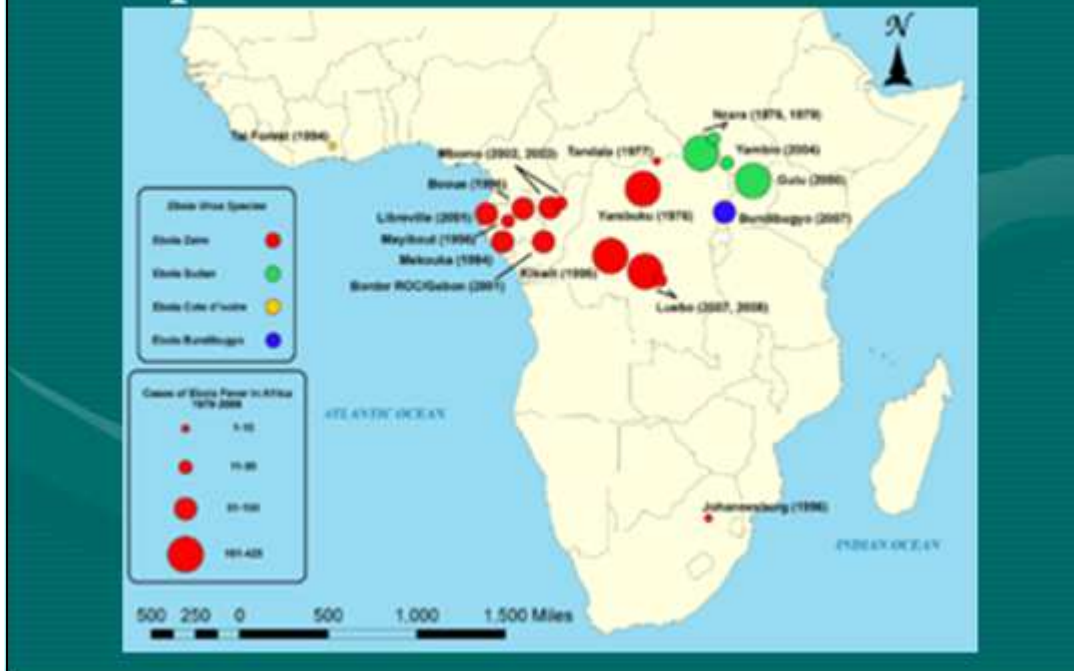 N
Nzara (1976, 1979)
Tai Forest (1994)
Mbomo (2002, 2003)
Tandala (1977)
Yambio (2004)
Booue (1996)
Gulu (2000)
Libreville (2001)
Yambuku (1976)
Bundibugyo (2007)
Mayibout (1996)
Mekouka (1994)
Kikwit (1995)
Border ROC/Gabon (2001)
Luebo (2007, 2008)
Ebola Virus Species
Ebola Zaire
Ebola Sudan
Ebola Cote d'Ivoire
Ebola Bundibugyo
Cases of Ebola Fever in Africa
1-10
ATLANTIC OCEAN
Johannesburg (1996)
INDIAN OCEAN
500 250 0 500 1,000 1,500 Miles